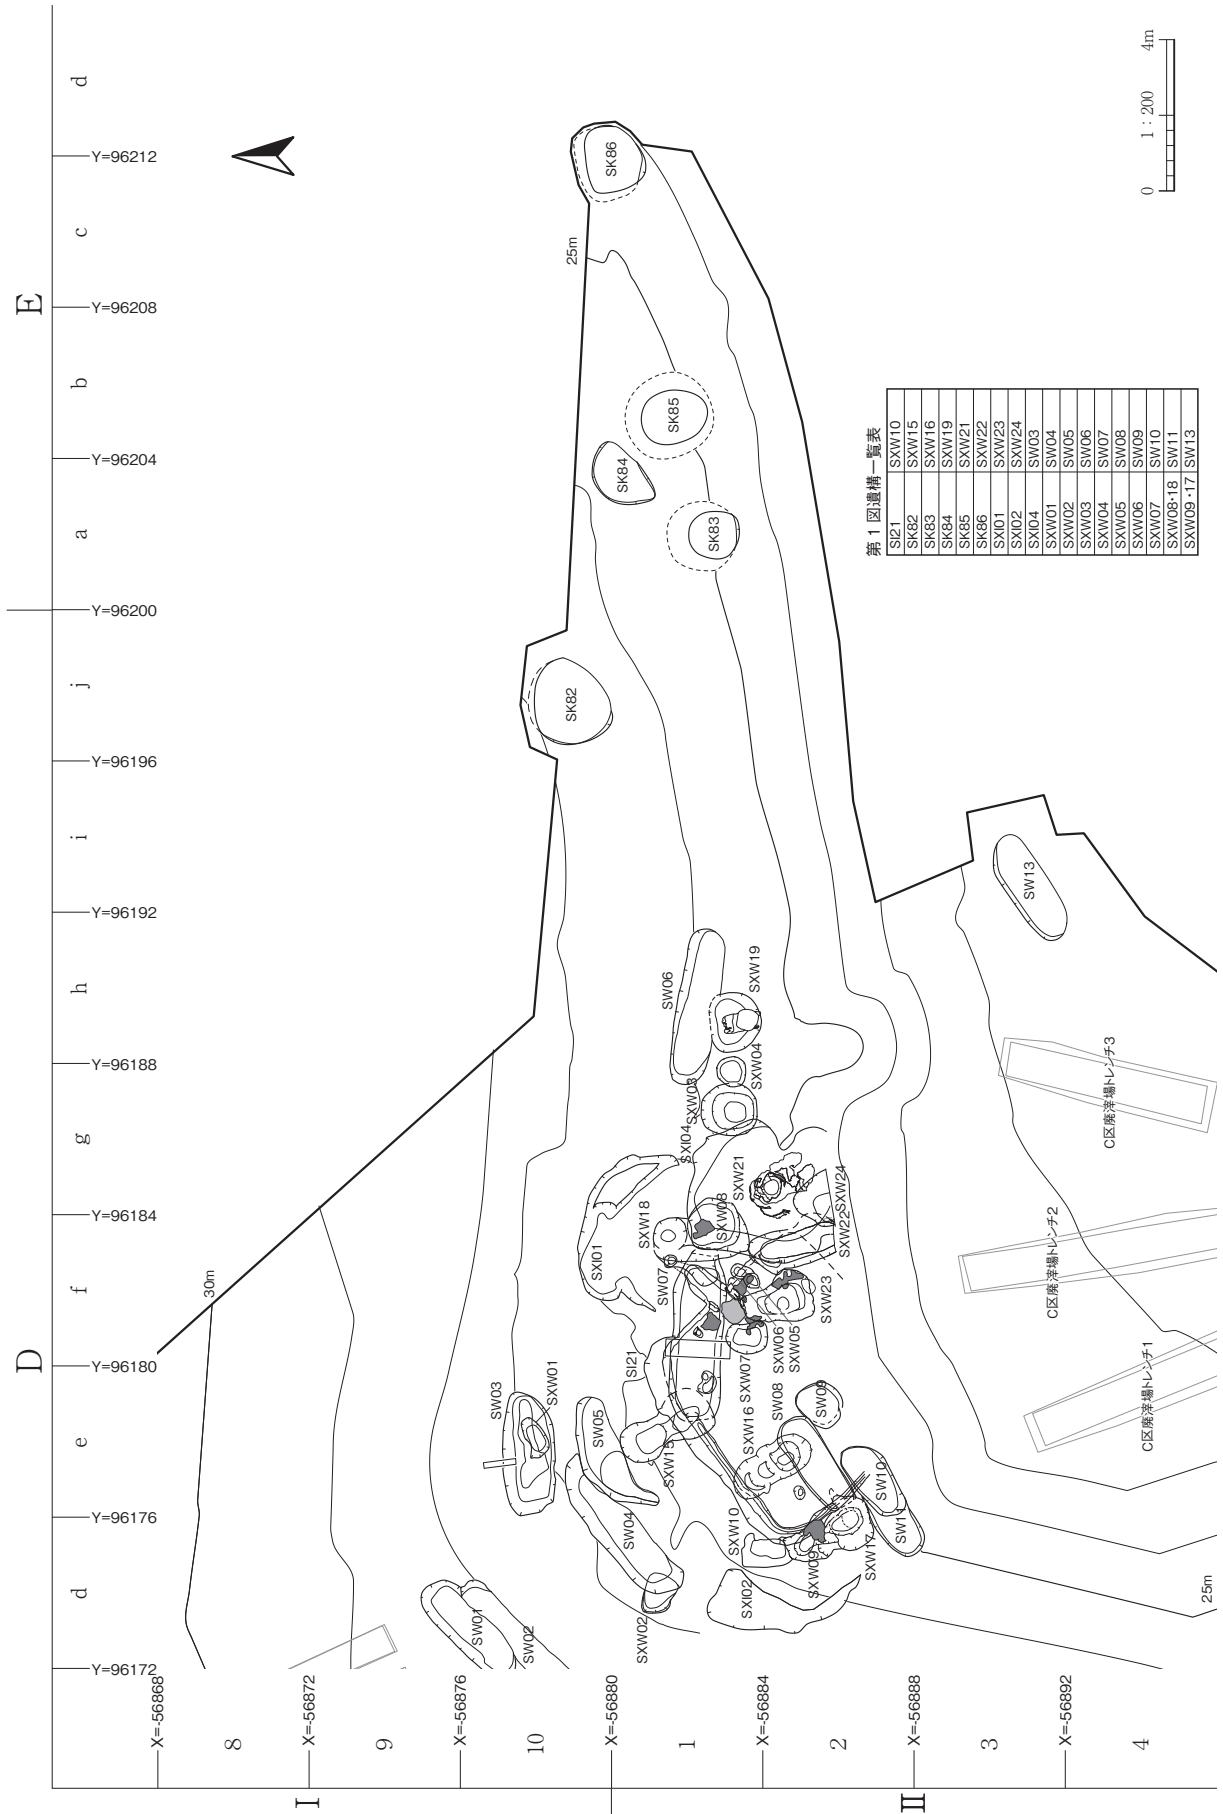 E
D
d
c
b
a
j
i
h
g
f
e
d
Y=96212
Y=96208
Y=96204
Y=96200
Y=96196
Y=96192
Y=96188
Y=96184
Y=96180
Y=96176
Y=96172
I
II
8
9
10
1
2
3
4
X=-56868
X=-56872
X=-56876
X=-56880
X=-56884
X=-56888
X=-56892
30m
25m
25m
SK86
SK85
SK84
SK83
SK82
SW13
SW06
SXW19
SXW04
SXW03
SXI04
SXW21
SXW24
SXW22
SXW08
SXW18
SXI01
SW07
SXW23
SXW05
SXW06
SXW07
SI21
SW08
SW09
SXW16
SW03
SXW01
SW05
SXW15
SW04
SW10
SW11
SXW17
SXW09
SXW10
SXI02
SXW02
SW01
SW02
C区廃滓場トレンチ3
C区廃滓場トレンチ2
C区廃滓場トレンチ1
第1図遺構一覧表
SI21 SXW10
SK82 SXW15
SK83 SXW16
SK84 SXW19
SK85 SXW21
SK86 SXW22
SXI01 SXW23
SXI02 SXW24
SXI04 SW03
SXW01 SW04
SXW02 SW05
SXW03 SW06
SXW04 SW07
SXW05 SW08
SXW06 SW09
SXW07 SW10
SXW08・18 SW11
SXW09・17 SW13
0 1：200 4m